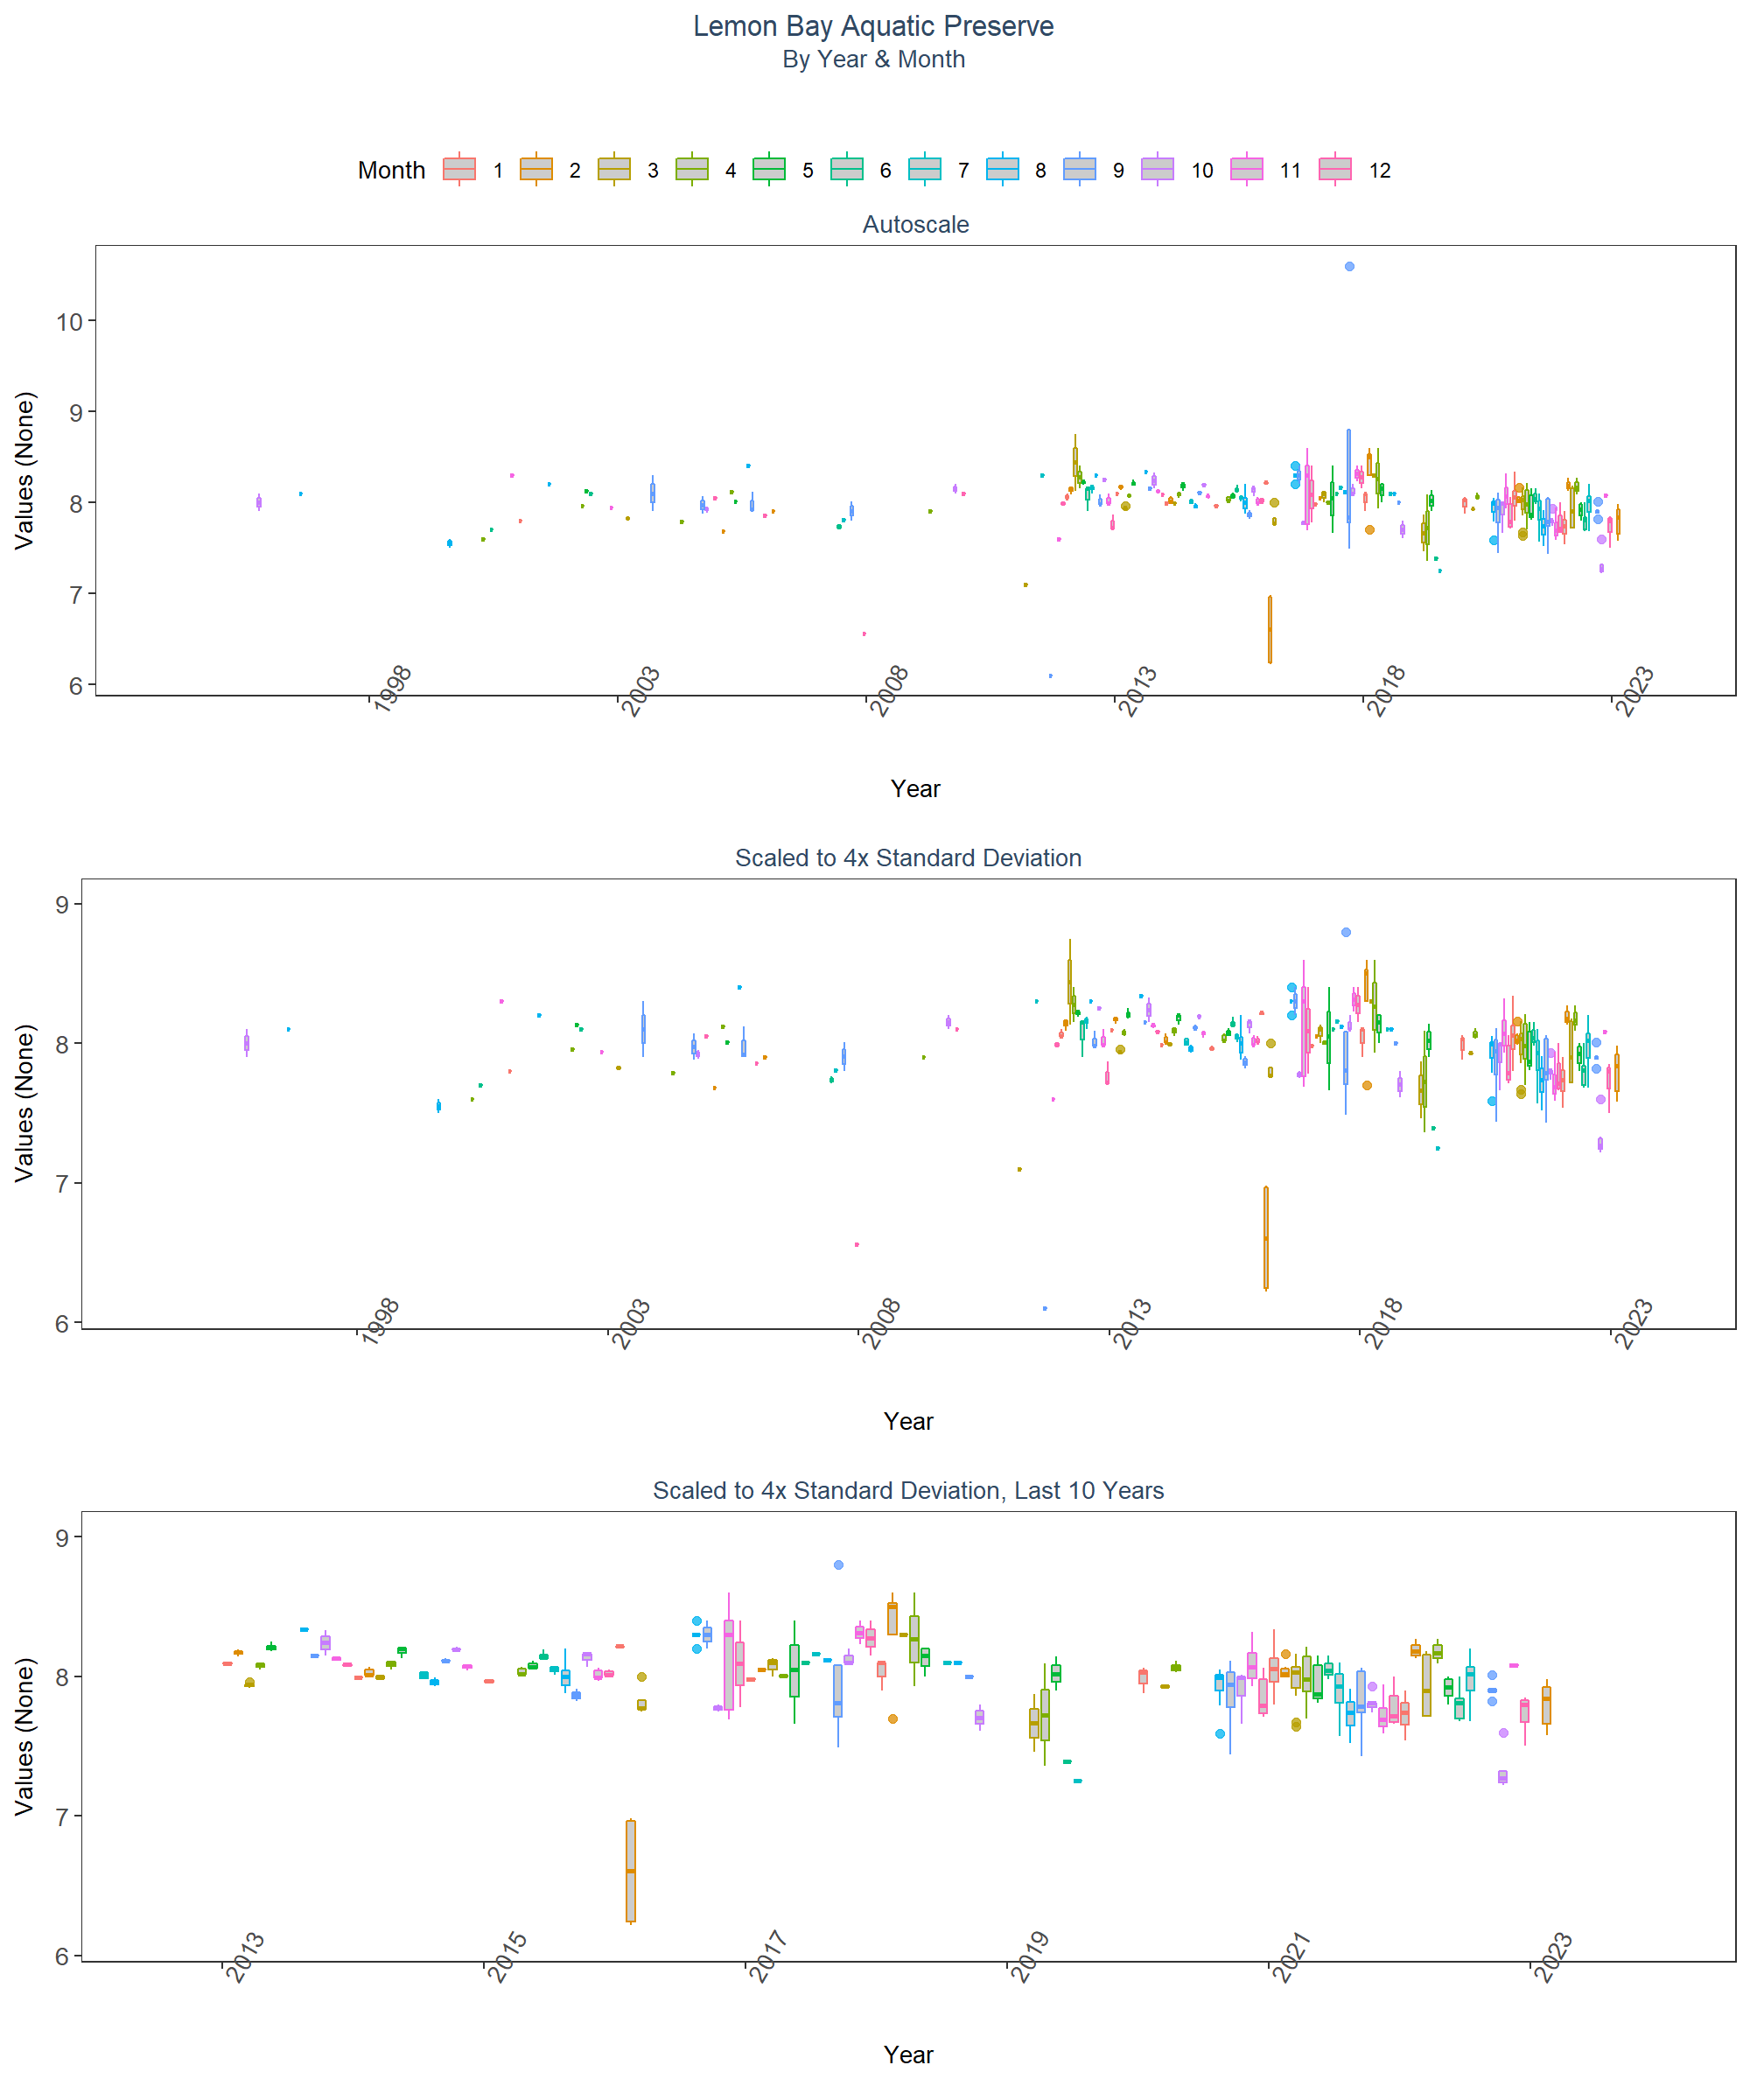 Lemon Bay Aquatic Preserve
By Year & Month
Month 1 2 3 4 5 6 7 8 9 10 11 12
Autoscale
10
9
8
7
6
Values (None)
1998 2003 2008 2013 2018 2023
Year
Scaled to 4x Standard Deviation
9
8
7
6
Values (None)
1998 2003 2008 2013 2018 2023
Year
Scaled to 4x Standard Deviation, Last 10 Years
9
8
7
6
Values (None)
2013 2015 2017 2019 2021 2023
Year